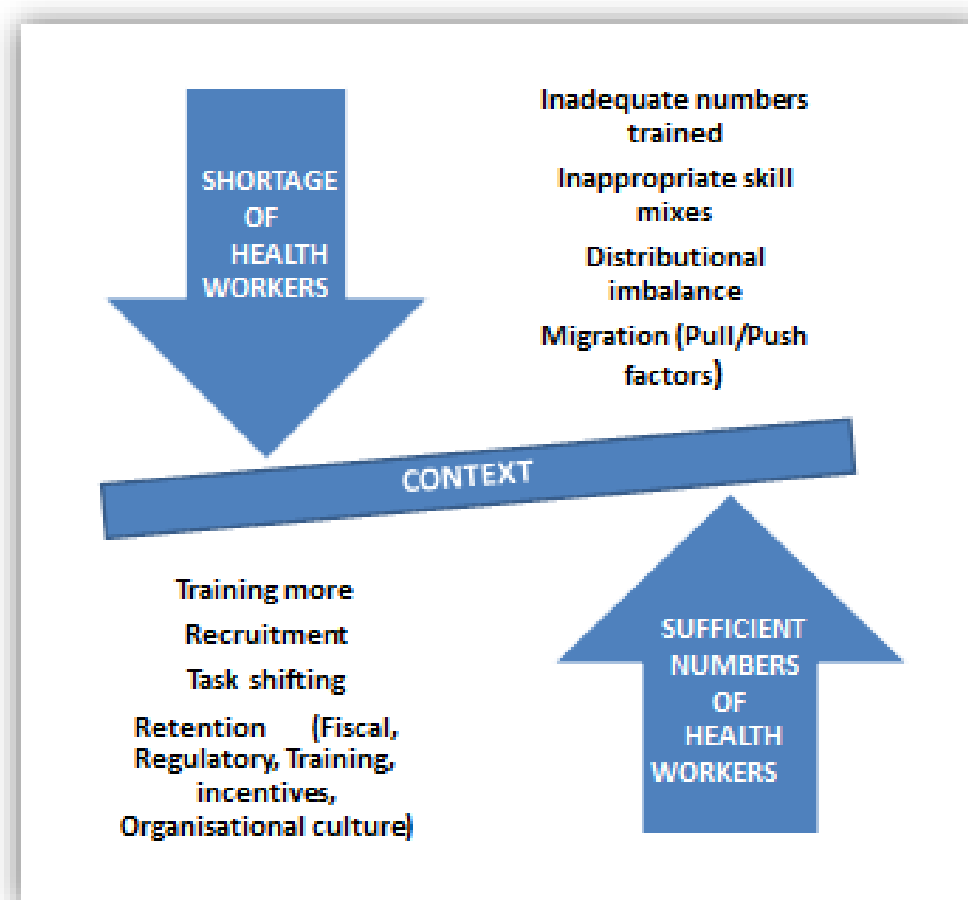 SHORTAGE
OF
HEALTH
WORKERS
Inadequate numbers
trained
Inappropriate skill
mixes
Distributional
imbalance
Migration (Pull/Push
factors)
CONTEXT
Training more
Recruitment
Task shifting
Retention (Fiscal,
Regulatory, Training,
incentives,
Organisational culture)
SUFFICIENT
NUMBERS
OF
HEALTH
WORKERS